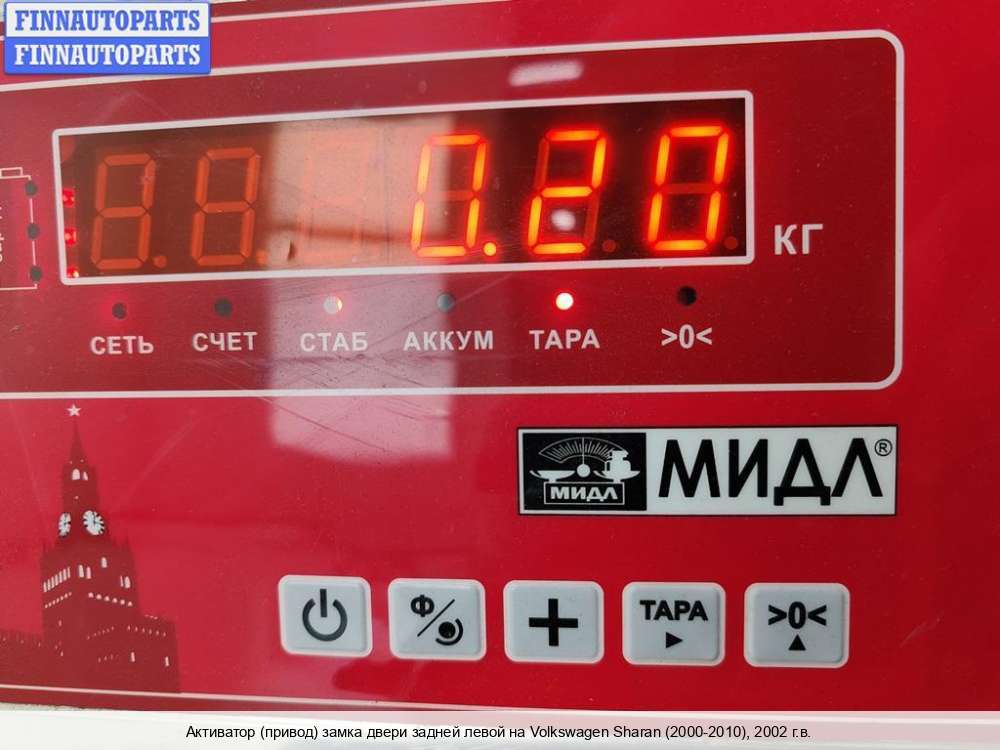 FINNAUTOPARTS
FINNAUTOPARTS
0.20
КГ
СЕТЬ СЧЕТ СТАБ АККУМ ТАРА >0<
МИДЛ
МИДЛ®
Ф
ТАРА >0<
Активатор (привод) замка двери задней левой на Volkswagen Sharan (2000-2010), 2002 г.в.